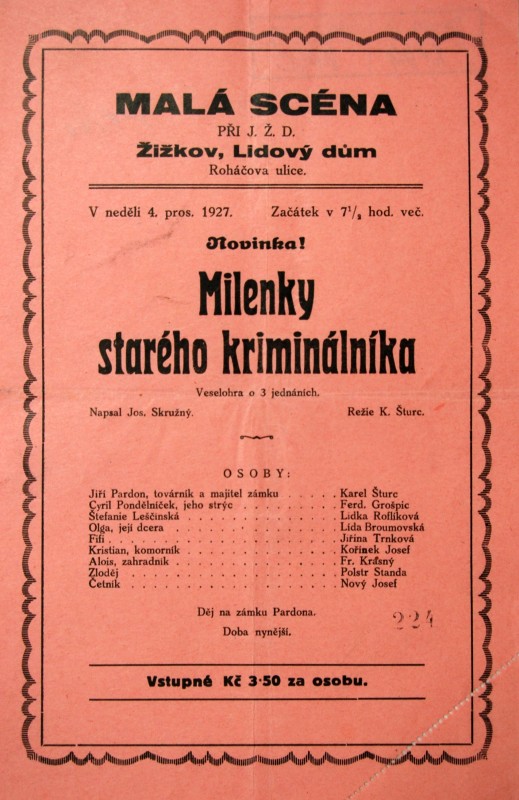 MALÁ SCÉNA
PŘI J. Ž. D.
Žižkov, Lidový dům
Roháčova ulice.
V neděli 4. pros. 1927. Začátek v 7½ hod. več.
Novinka!
Milenky
starého kriminálníka
Veselohra o 3 jednáních.
Napsal Jos. Skružný. Režie K. Šturc.
OSOBY:
Jiří Pardon, továrník a majitel zámku . . . . . Karel Šturc
Cyril Pondělníček, jeho strýc . . . . . . . . . Ferd. Grošpic
Štefanie Leščinská . . . . . . . . . . . . . Lidka Roflíková
Olga, její dcera . . . . . . . . . . . . . . Lída Broumovská
Fifi . . . . . . . . . . . . . . . . . . . Jiřina Trnková
Kristian, komorník . . . . . . . . . . . . . Kořínek Josef
Alois, zahradník . . . . . . . . . . . . . . Fr. Krásný
Zloděj . . . . . . . . . . . . . . . . . . Polstr Standa
Četník . . . . . . . . . . . . . . . . . . Nový Josef
Děj na zámku Pardona.
Doba nynější.
224
Vstupné Kč 3·50 za osobu.